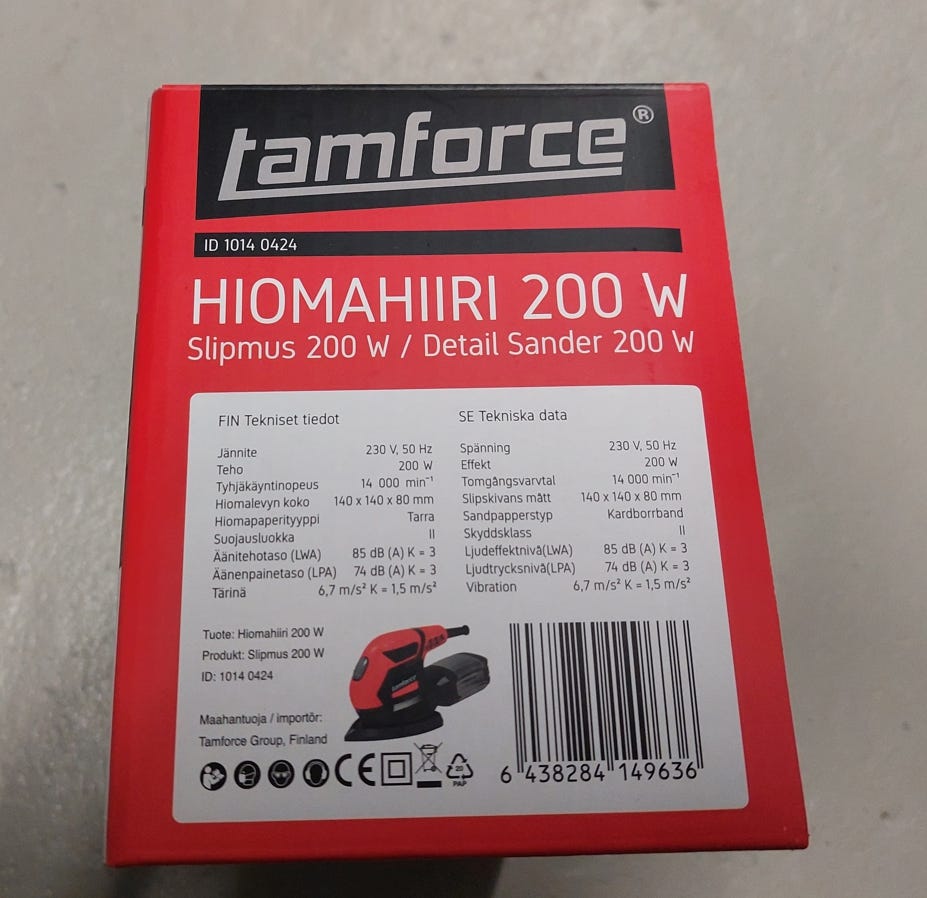 tamforce®
ID 1014 0424
HIOMAHIIRI 200 W
Slipmus 200 W / Detail Sander 200 W
FIN Tekniset tiedot
Jännite 230 V, 50 Hz
Teho 200 W
Tyhjäkäyntinopeus 14 000 min⁻¹
Hiomalevyn koko 140 x 140 x 80 mm
Hiomapaperityyppi Tarra
Suojausluokka II
Äänitehotaso (LWA) 85 dB (A) K = 3
Äänenpainetaso (LPA) 74 dB (A) K = 3
Tärinä 6,7 m/s² K = 1,5 m/s²
SE Tekniska data
Spänning 230 V, 50 Hz
Effekt 200 W
Tomgångsvarvtal 14 000 min⁻¹
Slipskivans mått 140 x 140 x 80 mm
Sandpapperstyp Kardborrband
Skyddsklass II
Ljudeffektnivå(LWA) 85 dB (A) K = 3
Ljudtrycksnivå(LPA) 74 dB (A) K = 3
Vibration 6,7 m/s² K = 1,5 m/s²
Tuote: Hiomahiiri 200 W
Produkt: Slipmus 200 W
ID: 1014 0424
Maahantuoja / importör:
Tamforce Group, Finland
tamforce
CE
20
PAP
6 438284 149636